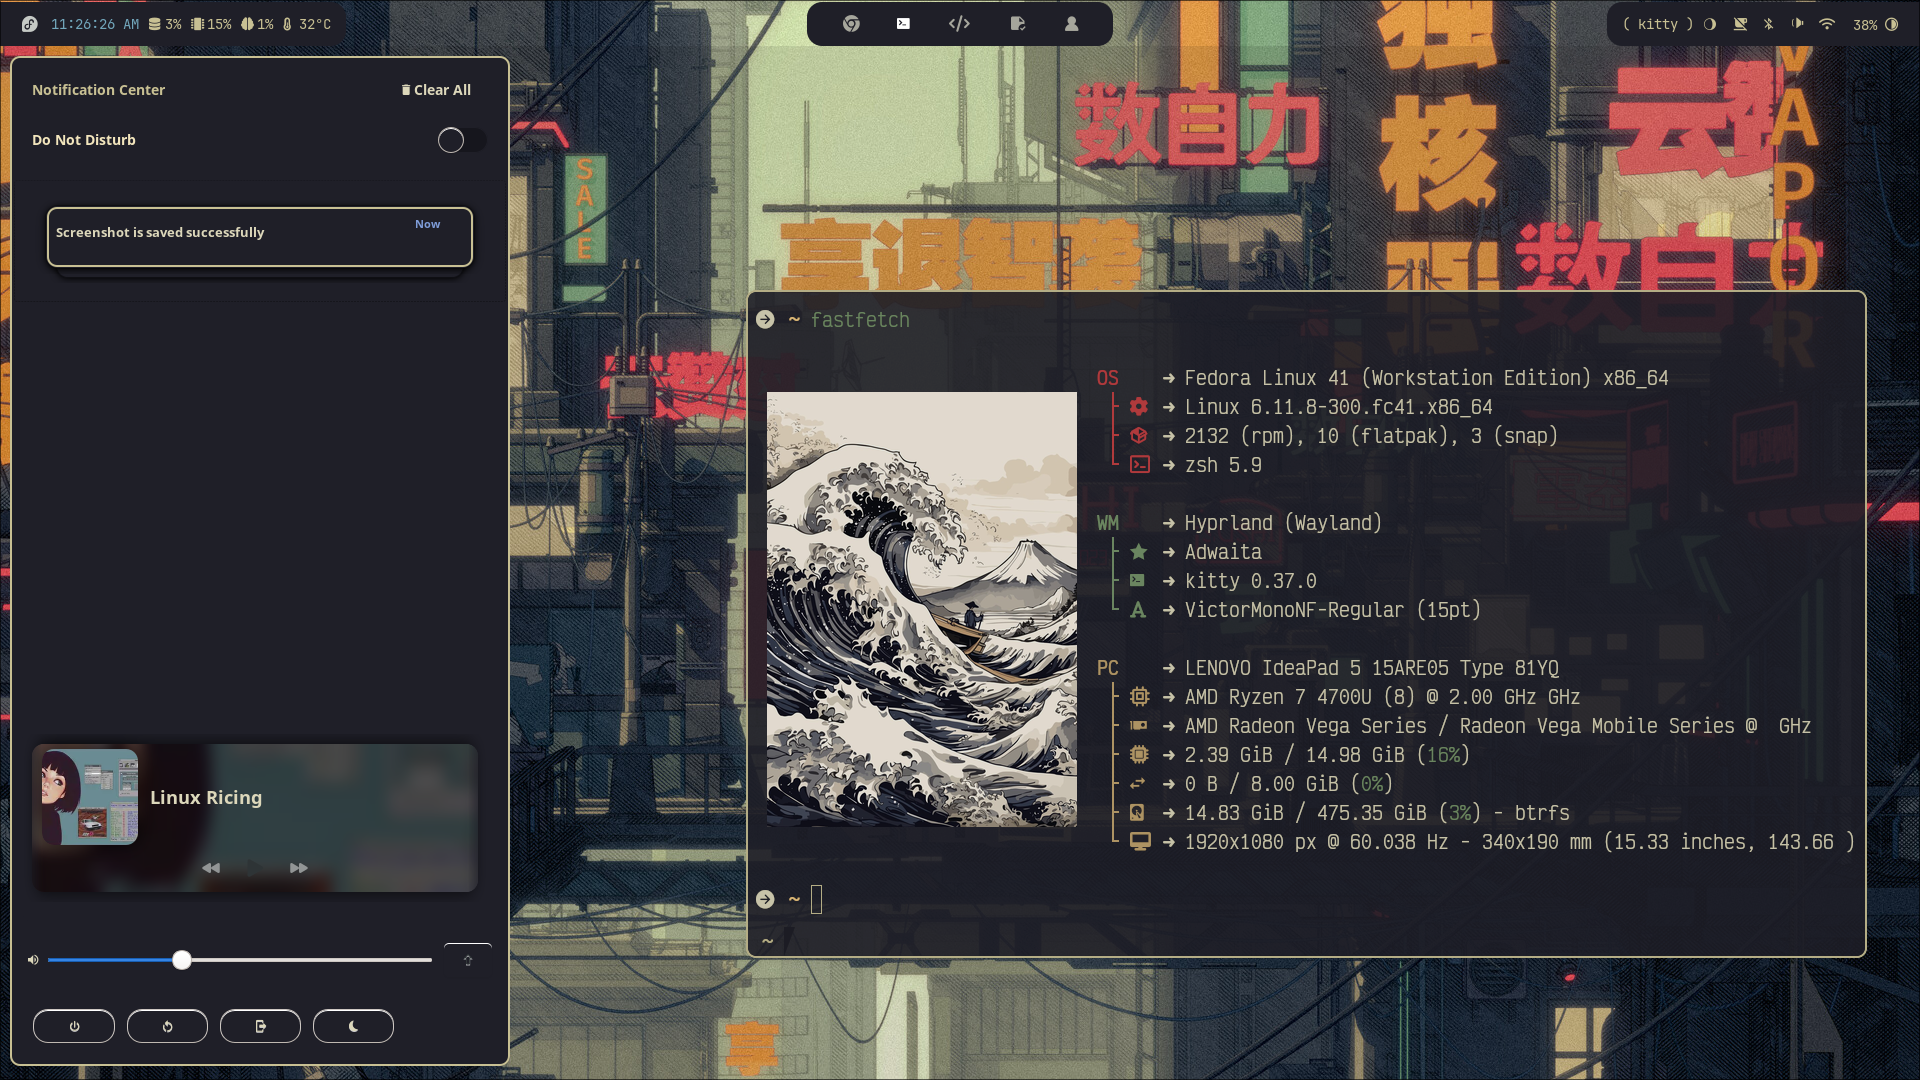 11:26:26 AM 3% 15% 1% 32°C
( kitty )
38%
Notification Center
Clear All
Do Not Disturb
Screenshot is saved successfully
Now
Linux Ricing
~ fastfetch
OS → Fedora Linux 41 (Workstation Edition) x86_64
→ Linux 6.11.8-300.fc41.x86_64
→ 2132 (rpm), 10 (flatpak), 3 (snap)
→ zsh 5.9
WM → Hyprland (Wayland)
→ Adwaita
→ kitty 0.37.0
→ VictorMonoNF-Regular (15pt)
PC → LENOVO IdeaPad 5 15ARE05 Type 81YQ
→ AMD Ryzen 7 4700U (8) @ 2.00 GHz GHz
→ AMD Radeon Vega Series / Radeon Vega Mobile Series @  GHz
→ 2.39 GiB / 14.98 GiB (16%)
→ 0 B / 8.00 GiB (0%)
→ 14.83 GiB / 475.35 GiB (3%) - btrfs
→ 1920x1080 px @ 60.038 Hz - 340x190 mm (15.33 inches, 143.66 )
~
~
SALE
数自力
独
核
云数
VAPOR
数自力
享退智
享